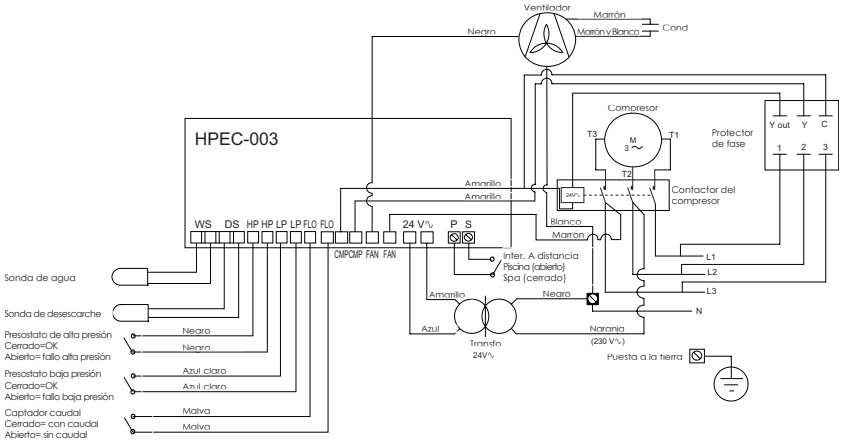 Ventilador
Marrón
Cond
Negro
Marrón y Blanco
HPEC-003
Compresor
T3
M
3
T1
T2
Protector
de fase
Y out
Y
C
1
2
3
Amarillo
Amarillo
24V∿
Contactor del
compresor
Blanco
Marrón
WS
DS
HP
HP
LP
LP
FLO
FLO
CMP
CMP
FAN
FAN
24 V∿
P
S
Inter. A distancia
Piscina (abierto)
Spa (cerrado)
L1
L2
L3
N
Sonda de agua
Sonda de desescarche
Amarillo
Azul
Transfo
24V∿
Negro
Naranja
(230 V∿)
Puesta a la tierra
Presostato de alta presión
Cerrado=OK
Abierto= fallo alta presión
Negro
Negro
Presostato baja presión
Cerrado=OK
Abierto= fallo baja presión
Azul claro
Azul claro
Captador caudal
Cerrado= con caudal
Abierto= sin caudal
Malva
Malva